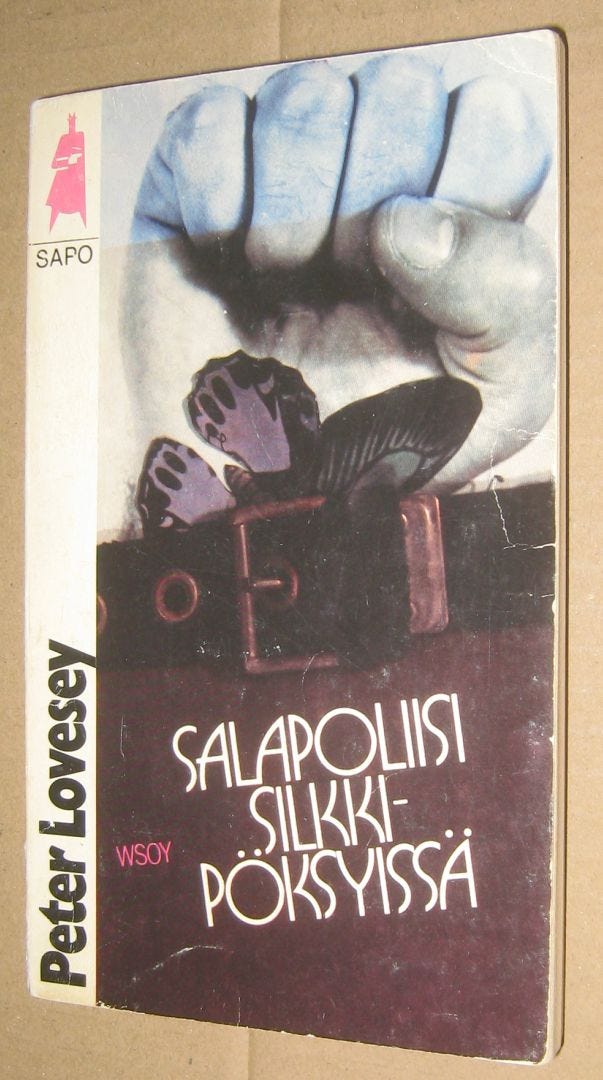 SAPO
Peter Lovesey
SALAPOLIISI
SILKKI-
PÖKSYISSÄ
WSOY